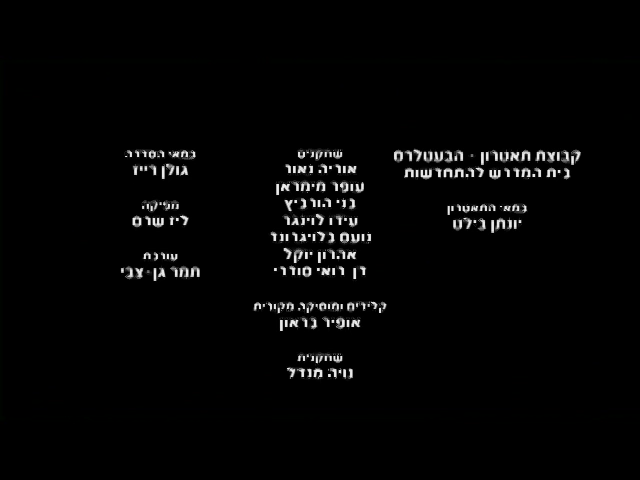 קבוצת תאטרון - הבעטלרס
בית המדרש להתחדשות
במאי התאטרון
יונתן בילט
שחקנים
אוריה נאור
עופר מימראן
בני הורביץ
עידו לוינגר
נועם בלויגרונד
אהרון יוקל
דן רואי סודרי
קלידים ומוסיקה מקורית
אופיר בראון
שחקנית
נויה מנדל
במאי הסדרה
גולן רייז
מפיקה
ליז שרם
עורכת
תמר גן-צבי